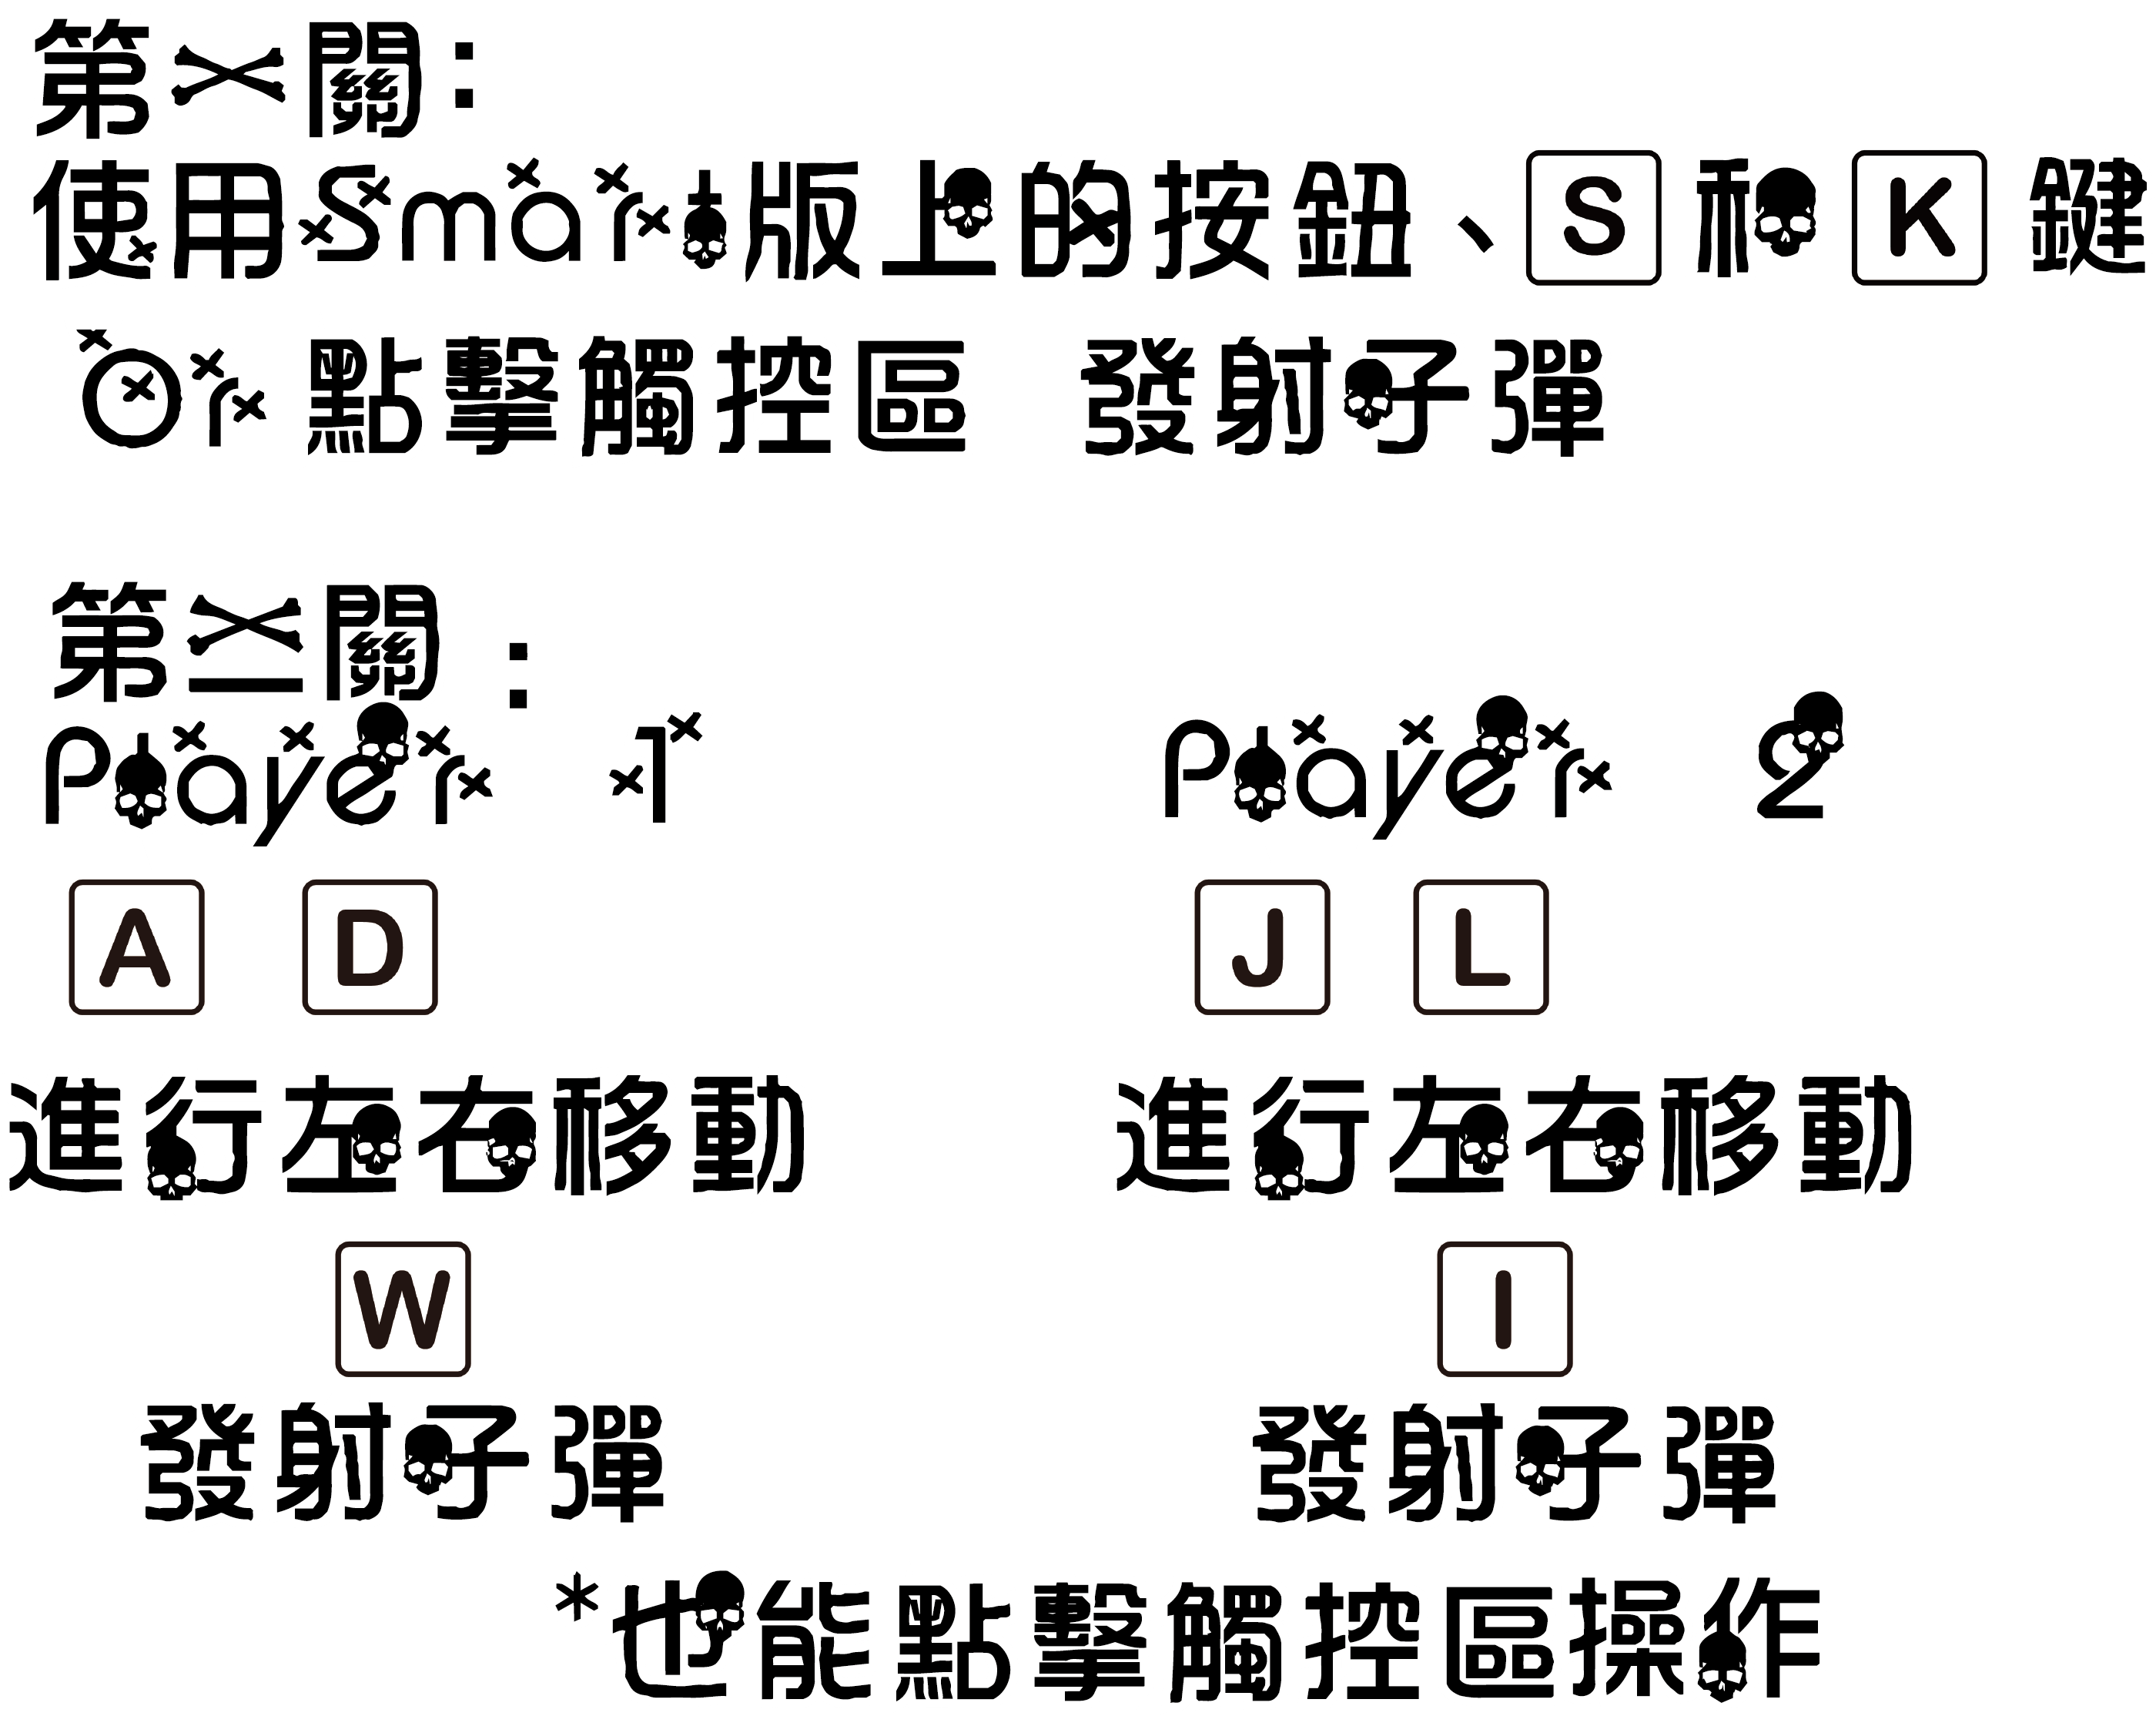 第一關：
使用Smart版上的按鈕、S和K鍵
Or 點擊觸控區 發射子彈
第二關：
Player 1
Player 2
A D
J L
進行左右移動
進行左右移動
W
I
發射子彈
發射子彈
*也能點擊觸控區操作